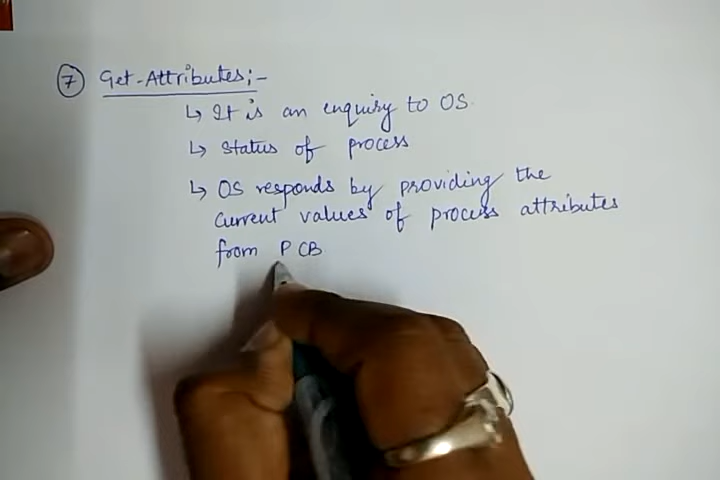 7 Get-Attributes:-
↳ It is an enquiry to OS.
↳ Status of process
↳ OS responds by providing the
current values of process attributes
from PCB